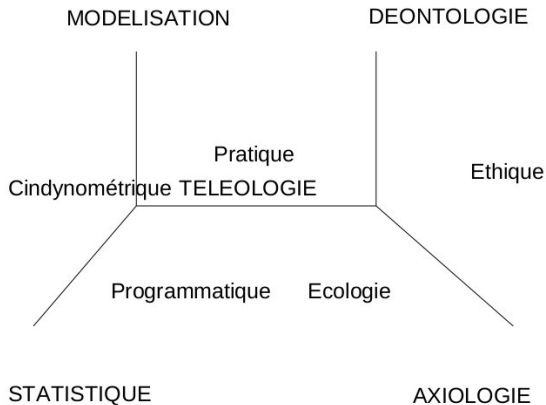 MODELISATION
DEONTOLOGIE
Pratique
Ethique
Cindynométrique TELEOLOGIE
Programmatique
Ecologie
STATISTIQUE
AXIOLOGIE